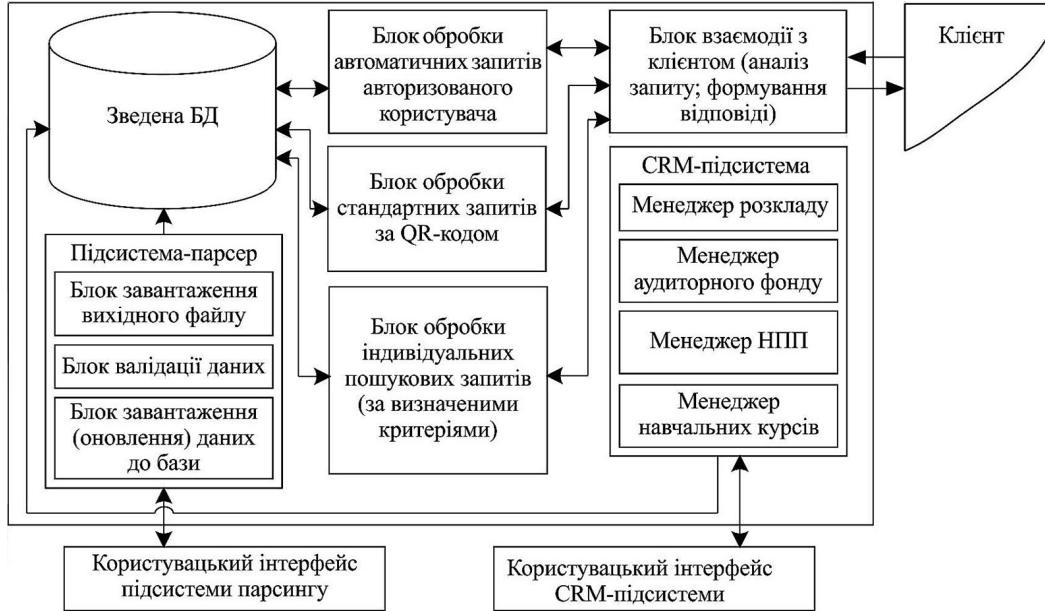 Зведена БД
Блок обробки
автоматичних запитів
авторизованого
користувача
Блок взаємодії з
клієнтом (аналіз
запиту; формування
відповіді)
Клієнт
Блок обробки
стандартних запитів
за QR-кодом
CRM-підсистема
Менеджер розкладу
Менеджер
аудиторного фонду
Менеджер НПП
Менеджер
навчальних курсів
Підсистема-парсер
Блок завантаження
вихідного файлу
Блок валідації даних
Блок завантаження
(оновлення) даних
до бази
Блок обробки
індивідуальних
пошукових запитів
(за визначеними
критеріями)
Користувацький інтерфейс
підсистеми парсингу
Користувацький інтерфейс
CRM-підсистеми